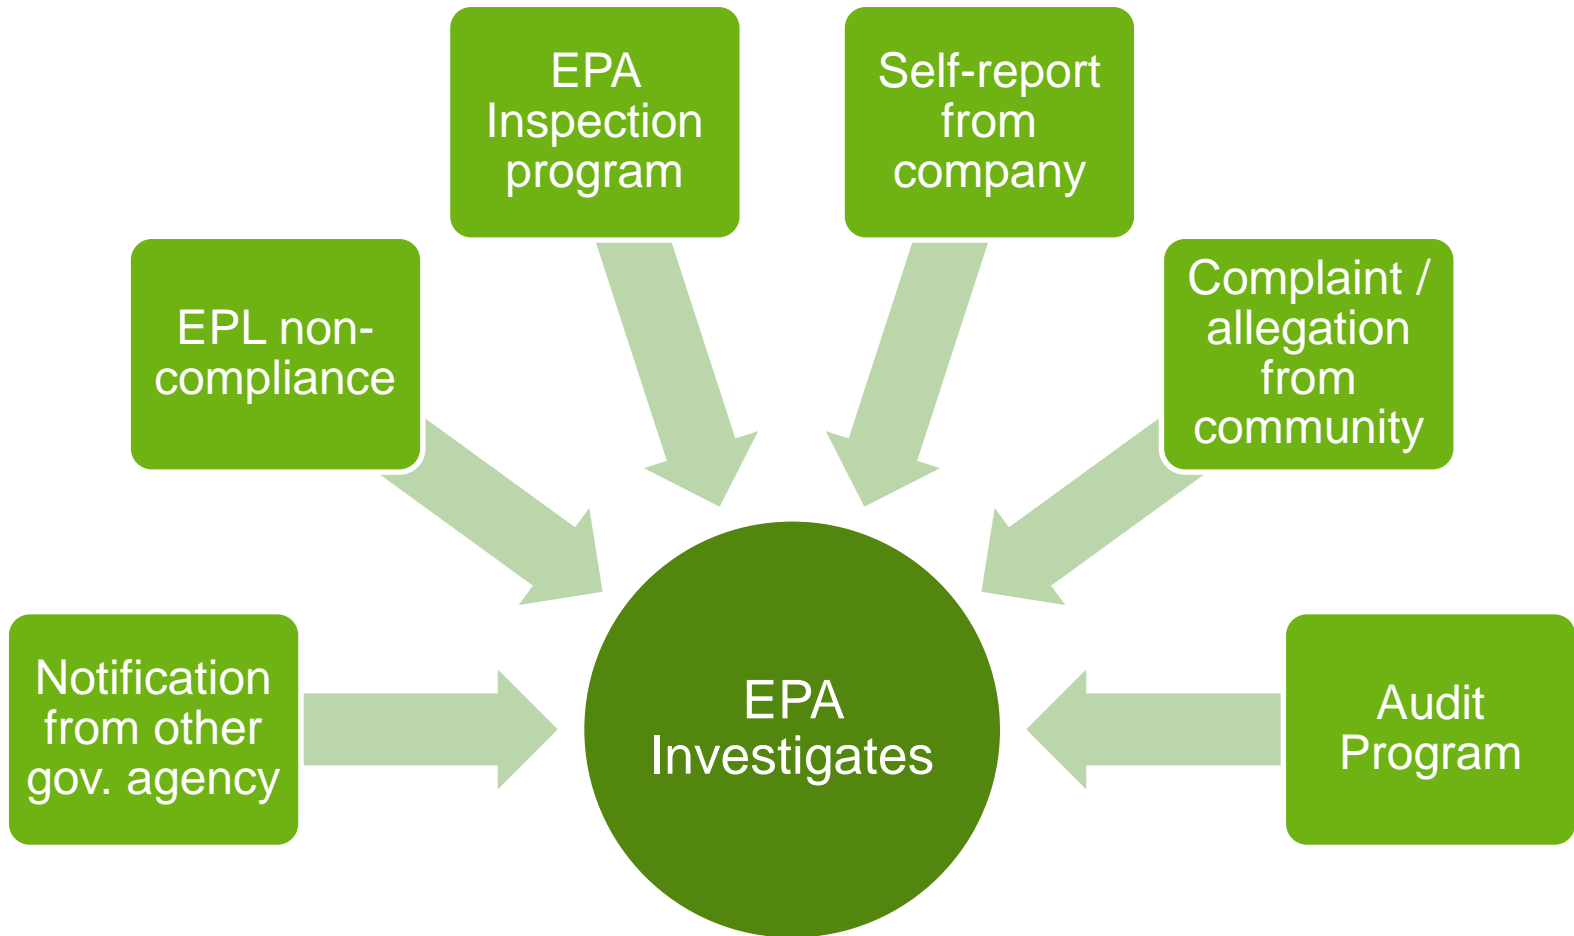 EPA
Inspection
program
Self-report
from
company
EPL non-
compliance
Complaint /
allegation
from
community
Notification
from other
gov. agency
EPA
Investigates
Audit
Program